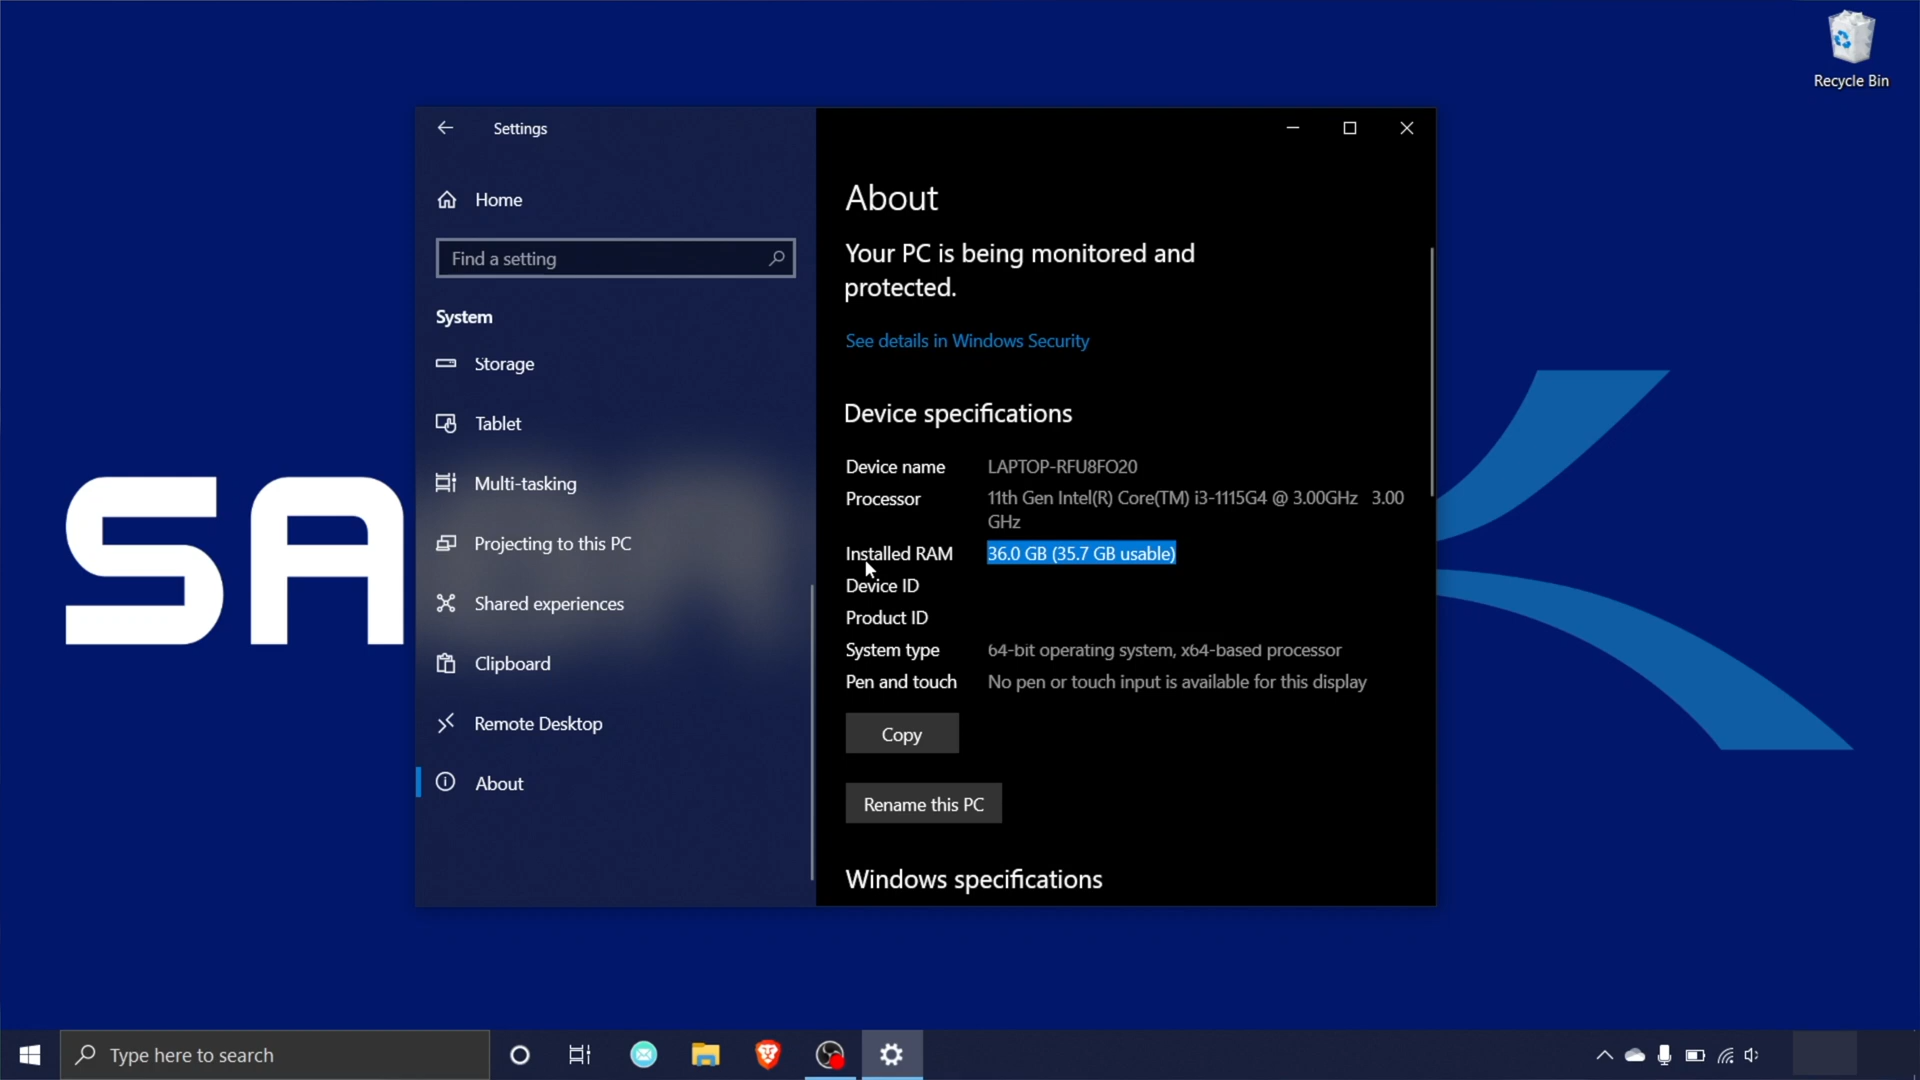 Recycle Bin
Settings
Home
Find a setting
System
Storage
Tablet
Multi-tasking
Projecting to this PC
Shared experiences
Clipboard
Remote Desktop
About
About
Your PC is being monitored and
protected.
See details in Windows Security
Device specifications
Device name LAPTOP-RFU8FO20
Processor 11th Gen Intel(R) Core(TM) i3-1115G4 @ 3.00GHz 3.00
GHz
Installed RAM 36.0 GB (35.7 GB usable)
Device ID
Product ID
System type 64-bit operating system, x64-based processor
Pen and touch No pen or touch input is available for this display
Copy
Rename this PC
Windows specifications
SA
Type here to search